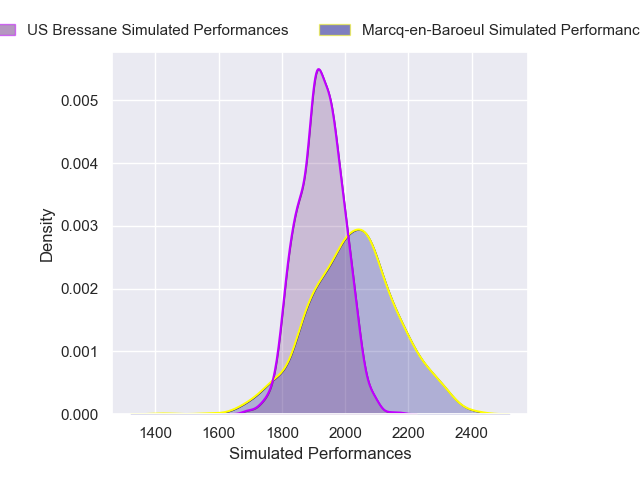 US Bressane Simulated Performances Marcq-en-Baroeul Simulated Performanc
0.005
0.004
0.003
0.002
0.001
0.000
Density
1400 1600 1800 2000 2200 2400
Simulated Performances